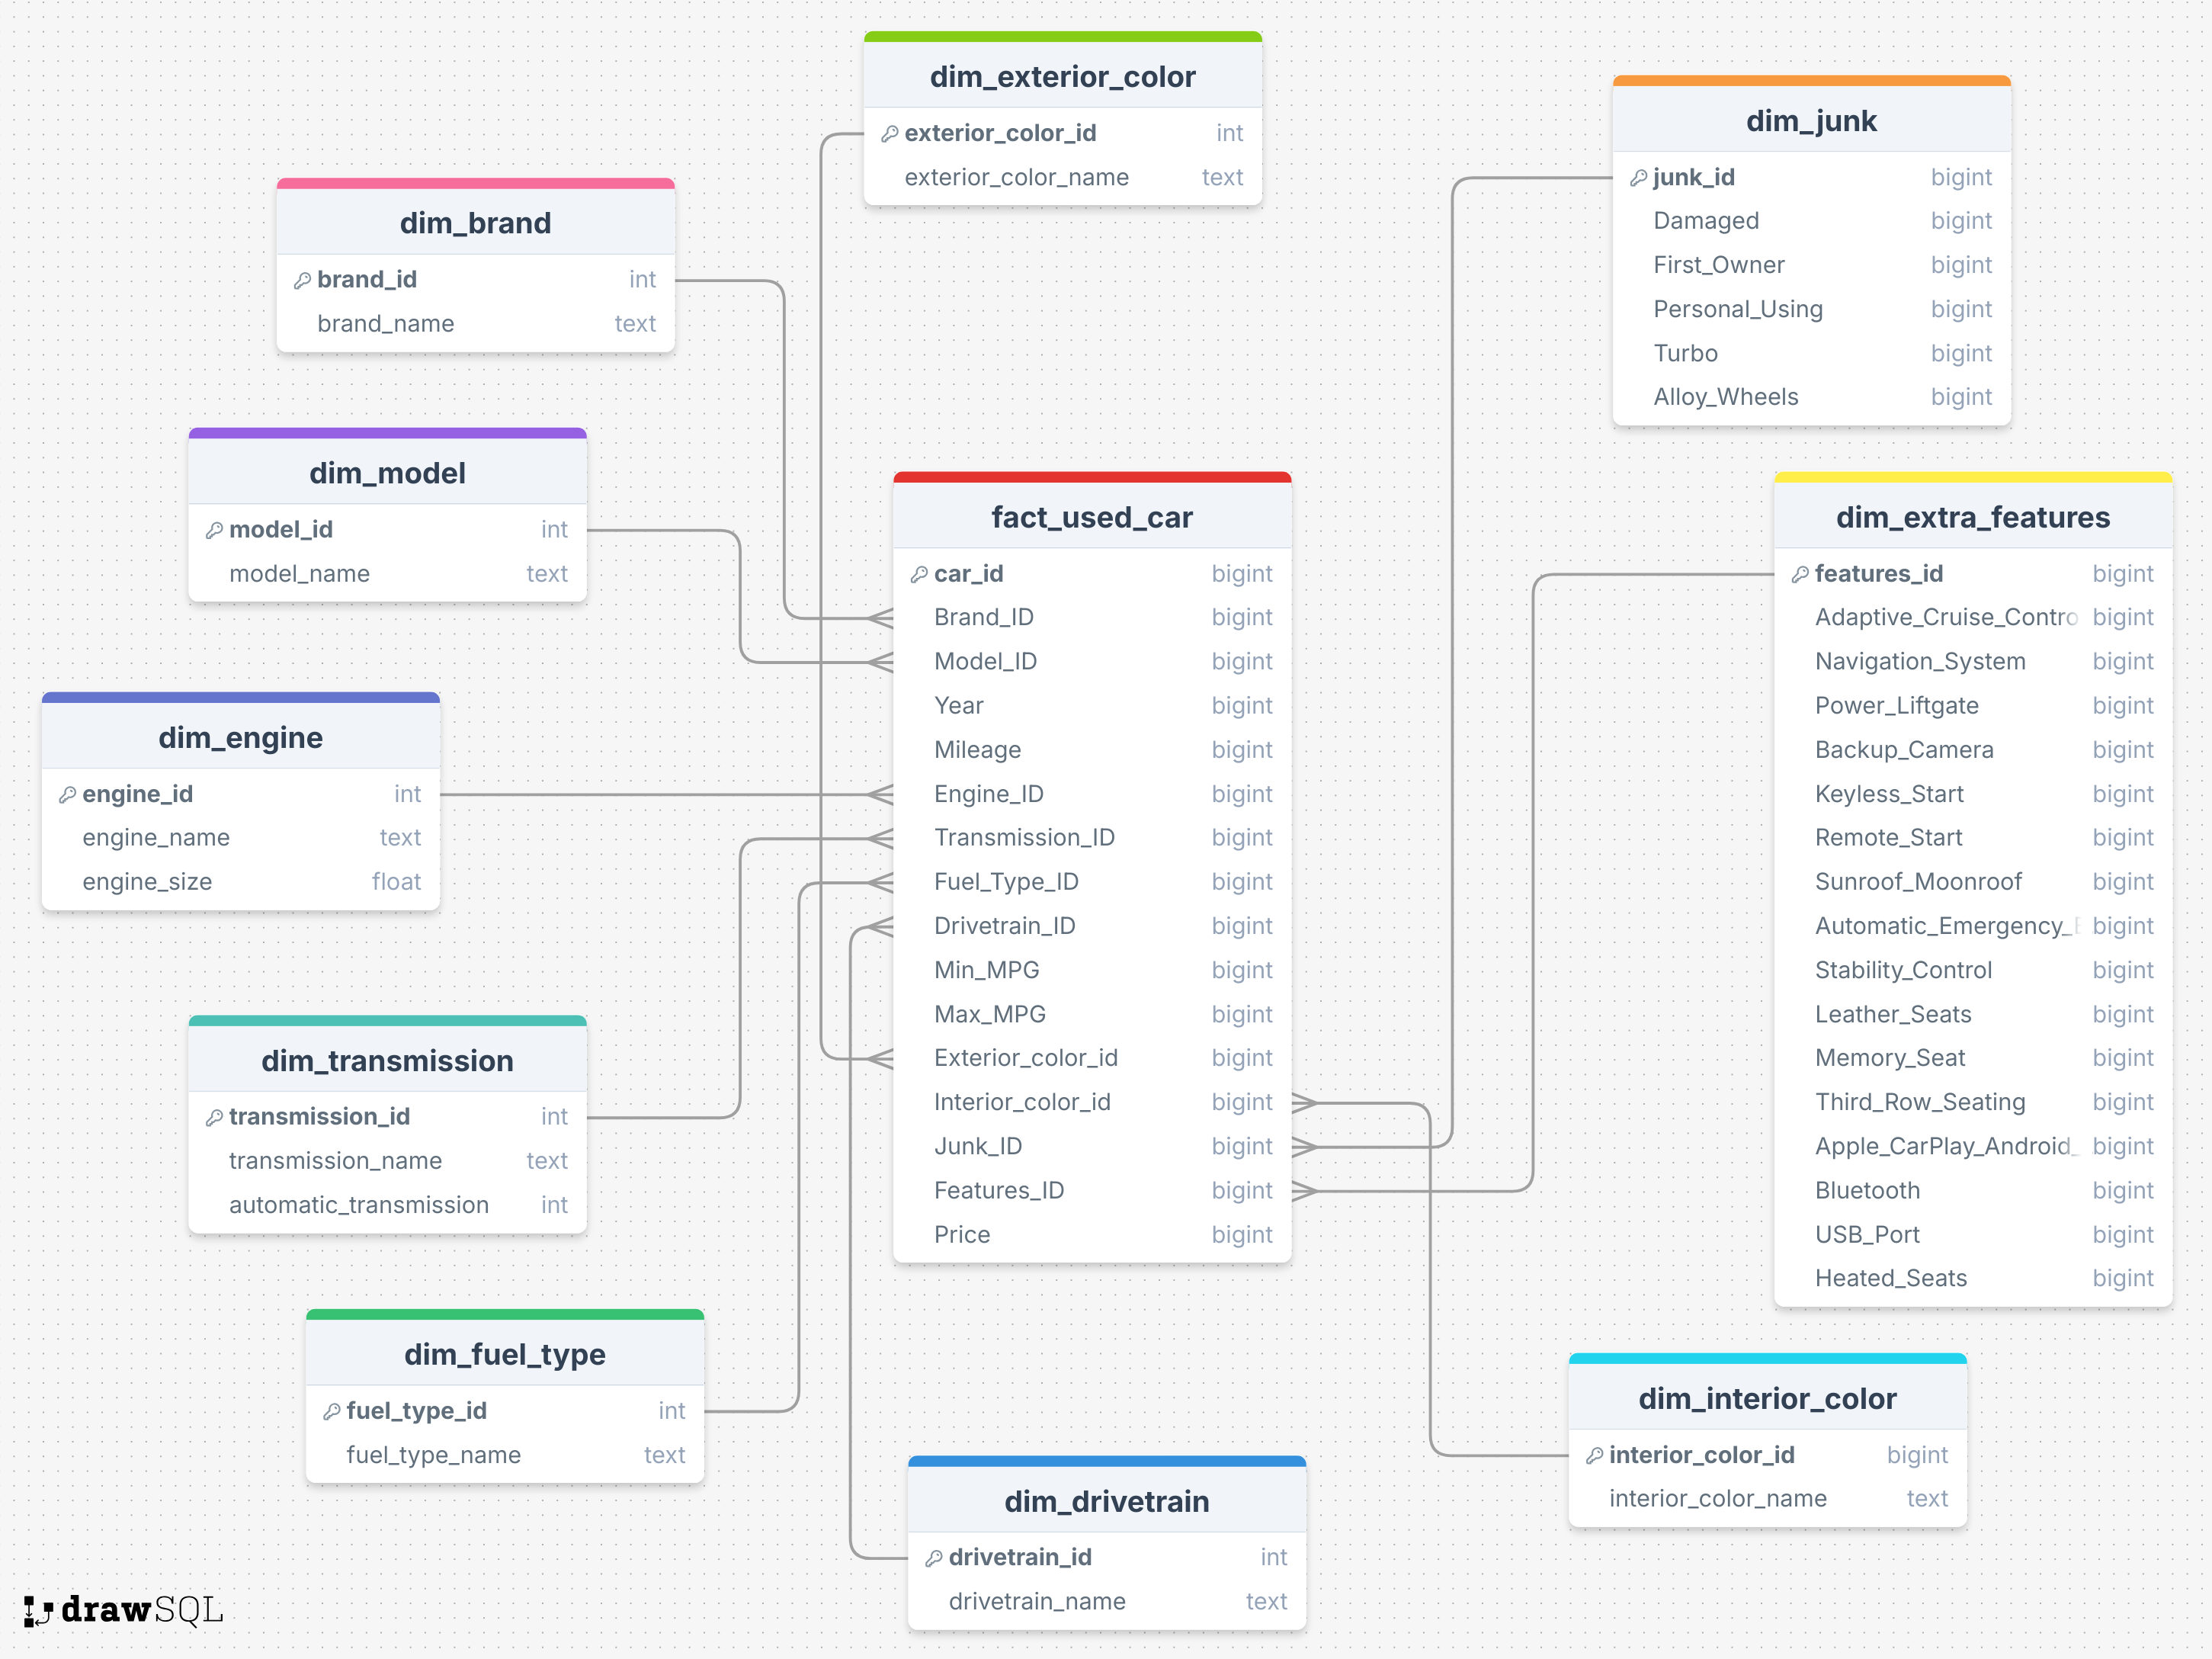 dim_exterior_color
exterior_color_id int
exterior_color_name text
dim_junk
junk_id bigint
Damaged bigint
First_Owner bigint
Personal_Using bigint
Turbo bigint
Alloy_Wheels bigint
dim_brand
brand_id int
brand_name text
dim_model
model_id int
model_name text
fact_used_car
car_id bigint
Brand_ID bigint
Model_ID bigint
Year bigint
Mileage bigint
Engine_ID bigint
Transmission_ID bigint
Fuel_Type_ID bigint
Drivetrain_ID bigint
Min_MPG bigint
Max_MPG bigint
Exterior_color_id bigint
Interior_color_id bigint
Junk_ID bigint
Features_ID bigint
Price bigint
dim_extra_features
features_id bigint
Adaptive_Cruise_Contro bigint
Navigation_System bigint
Power_Liftgate bigint
Backup_Camera bigint
Keyless_Start bigint
Remote_Start bigint
Sunroof_Moonroof bigint
Automatic_Emergency_ bigint
Stability_Control bigint
Leather_Seats bigint
Memory_Seat bigint
Third_Row_Seating bigint
Apple_CarPlay_Android_ bigint
Bluetooth bigint
USB_Port bigint
Heated_Seats bigint
dim_engine
engine_id int
engine_name text
engine_size float
dim_transmission
transmission_id int
transmission_name text
automatic_transmission int
dim_fuel_type
fuel_type_id int
fuel_type_name text
dim_interior_color
interior_color_id bigint
interior_color_name text
dim_drivetrain
drivetrain_id int
drivetrain_name text
drawSQL